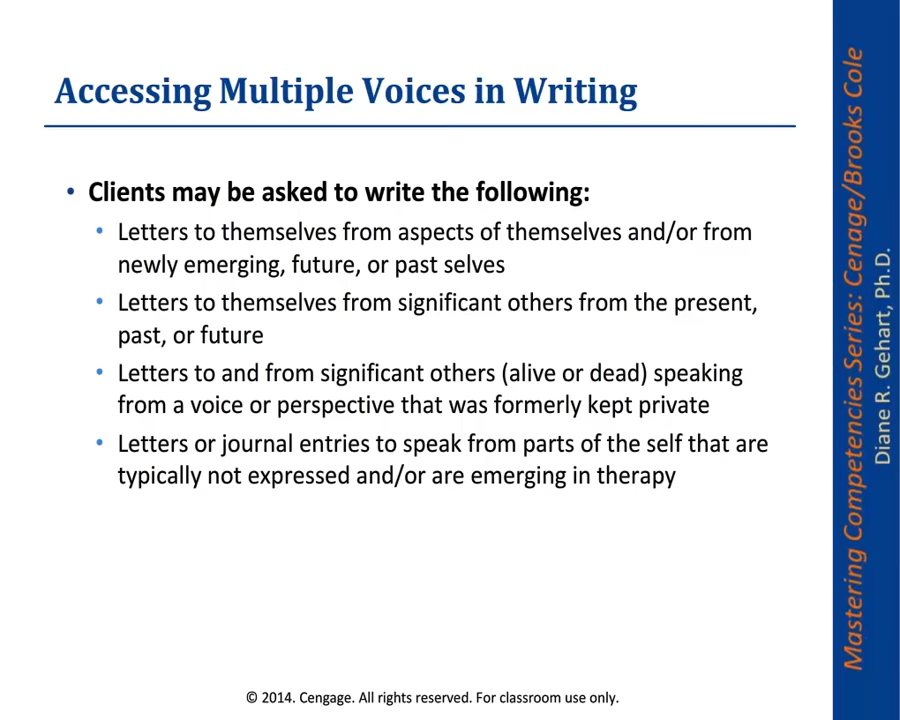 Accessing Multiple Voices in Writing
• Clients may be asked to write the following:
• Letters to themselves from aspects of themselves and/or from
newly emerging, future, or past selves
• Letters to themselves from significant others from the present,
past, or future
• Letters to and from significant others (alive or dead) speaking
from a voice or perspective that was formerly kept private
• Letters or journal entries to speak from parts of the self that are
typically not expressed and/or are emerging in therapy
© 2014. Cengage. All rights reserved. For classroom use only.
Mastering Competencies Series: Cenage/Brooks Cole
Diane R. Gehart, Ph.D.